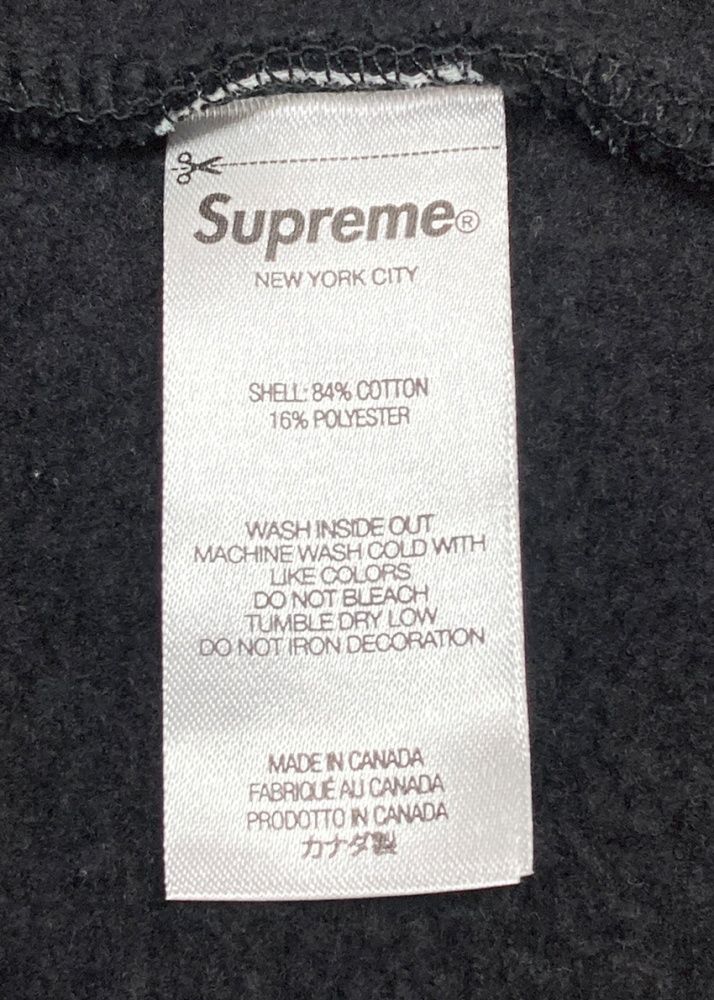 Supreme®
NEW YORK CITY
SHELL: 84% COTTON
16% POLYESTER
WASH INSIDE OUT
MACHINE WASH COLD WITH
LIKE COLORS
DO NOT BLEACH
TUMBLE DRY LOW
DO NOT IRON DECORATION
MADE IN CANADA
FABRIQUÉ AU CANADA
PRODOTTO IN CANADA
カナダ製